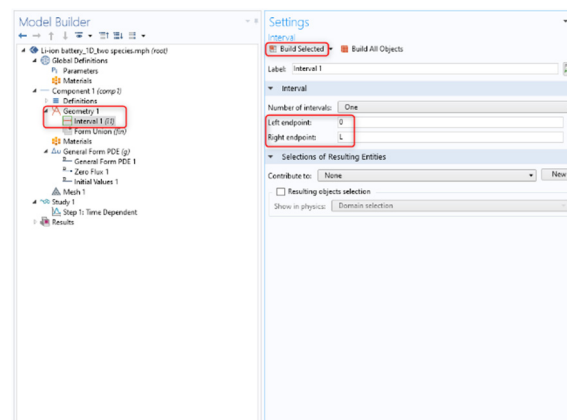 Model Builder
Li-ion battery_1D_two species.mph (root)
Global Definitions
Pi Parameters
Materials
Component 1 (comp1)
Definitions
Geometry 1
Interval 1 (i1)
Form Union (fin)
Materials
General Form PDE (g)
General Form PDE 1
Zero Flux 1
Initial Values 1
Mesh 1
Study 1
Step 1: Time Dependent
Results
Settings
Interval
Build Selected
Build All Objects
Label: Interval 1
Interval
Number of intervals: One
Left endpoint: 0
Right endpoint: L
Selections of Resulting Entities
Contribute to: None
New
Resulting objects selection
Show in physics: Domain selection